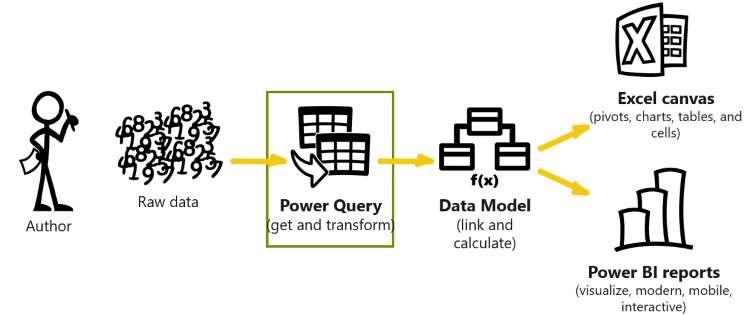 Author
4682353
Raw data
Power Query
(get and transform)
f(x)
Data Model
(link and
calculate)
X
Excel canvas
(pivots, charts, tables, and
cells)
Power BI reports
(visualize, modern, mobile,
interactive)